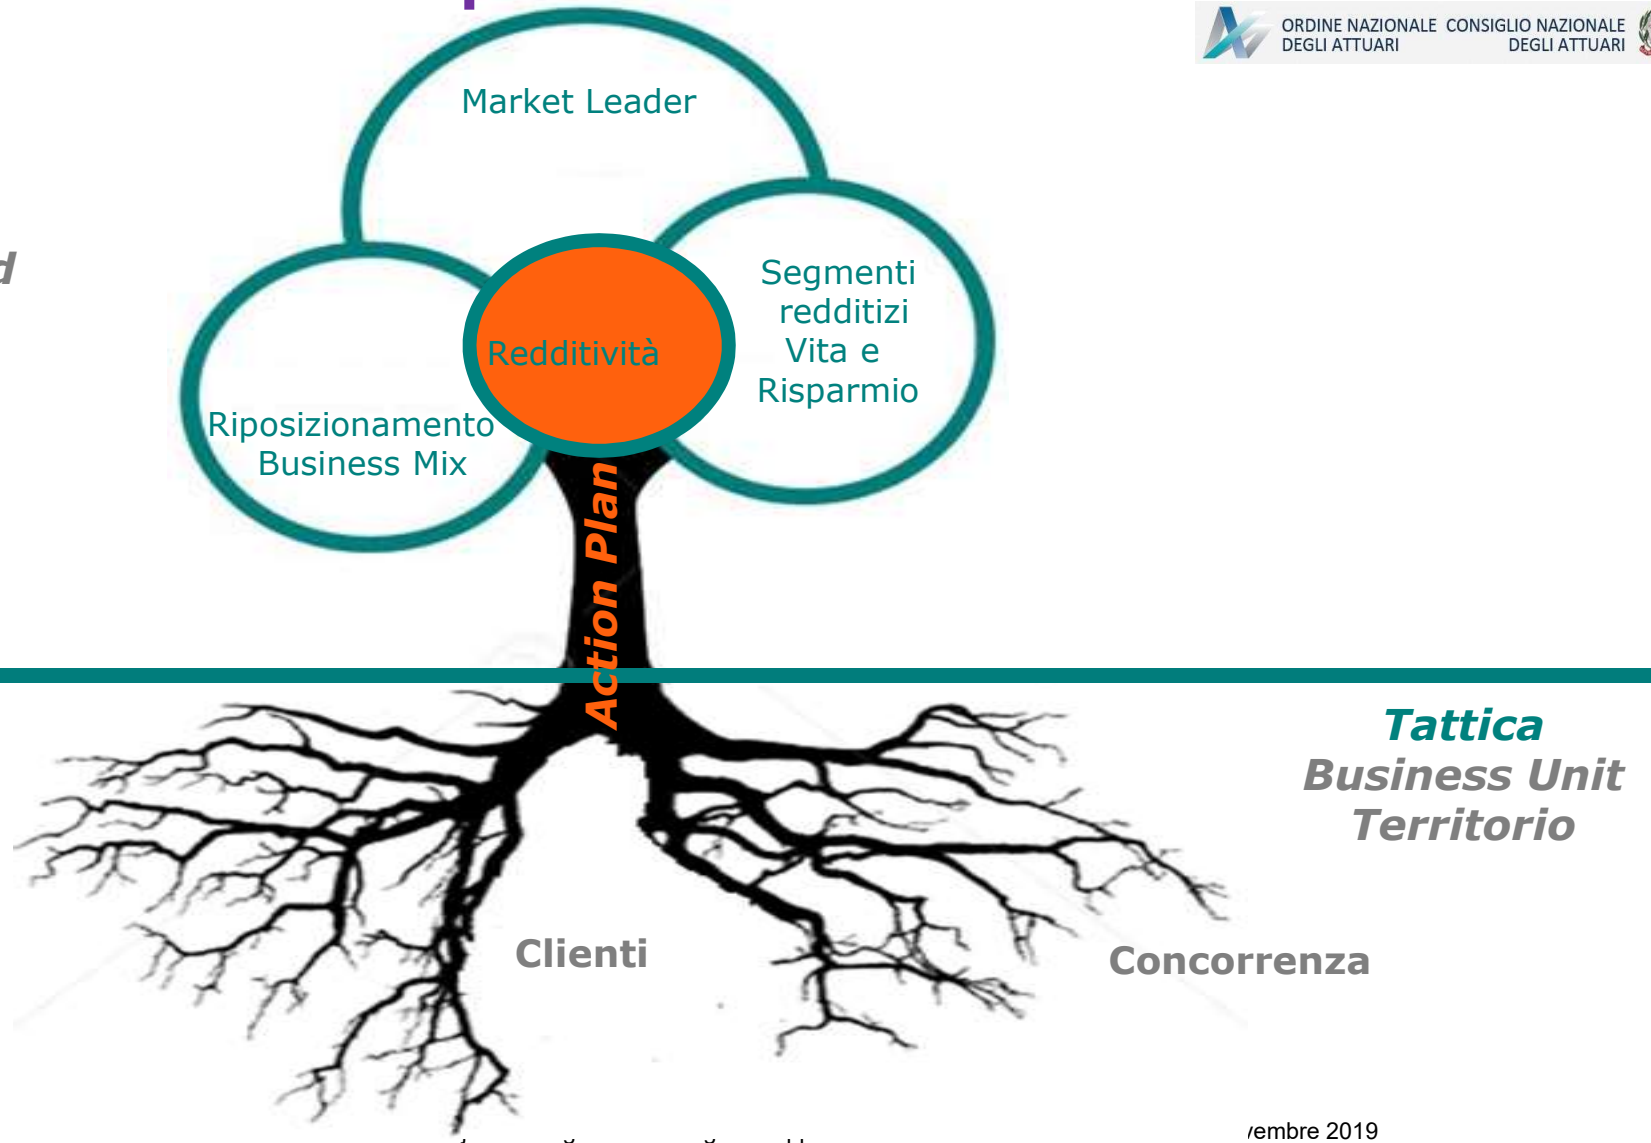 ORDINE NAZIONALE CONSIGLIO NAZIONALE
DEGLI ATTUARI DEGLI ATTUARI
Market Leader
Segmenti
redditizi
Vita e
Risparmio
Redditività
Riposizionamento
Business Mix
Action Plan
Tattica
Business Unit
Territorio
Clienti
Concorrenza
2019